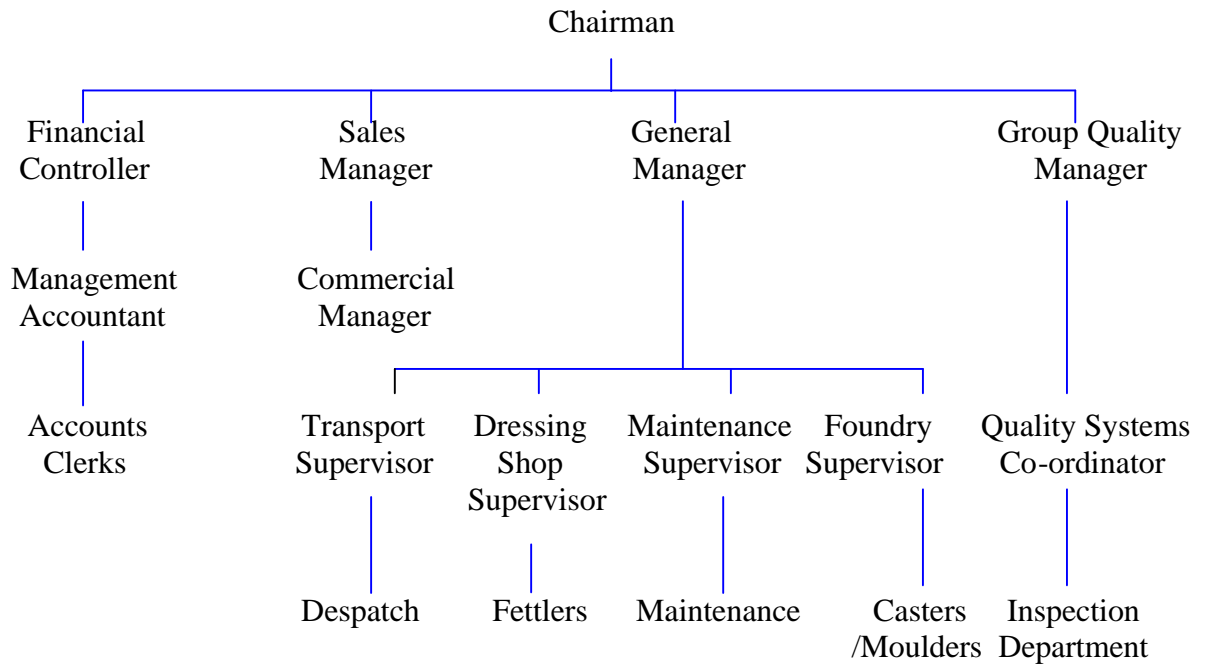 Chairman
Financial
Controller
Sales
Manager
General
Manager
Group Quality
Manager
Management
Accountant
Commercial
Manager
Accounts
Clerks
Transport
Supervisor
Dressing
Shop
Supervisor
Maintenance
Supervisor
Foundry
Supervisor
Quality Systems
Co-ordinator
Despatch
Fettlers
Maintenance
Casters
/Moulders
Inspection
Department